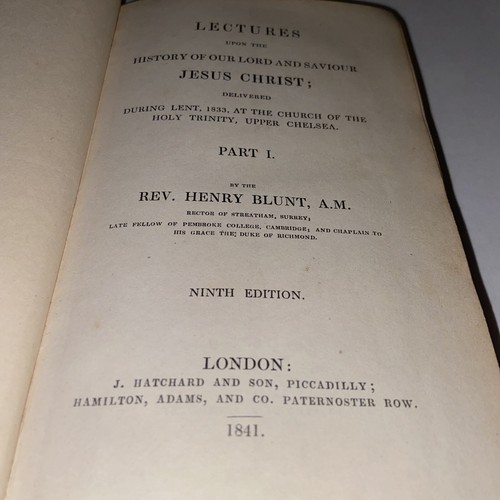 LECTURES
UPON THE
HISTORY OF OUR LORD AND SAVIOUR
JESUS CHRIST;
DELIVERED
DURING LENT, 1833, AT THE CHURCH OF THE
HOLY TRINITY, UPPER CHELSEA.
PART I.
BY THE
REV. HENRY BLUNT, A.M.
RECTOR OF STREATHAM, SURREY;
LATE FELLOW OF PEMBROKE COLLEGE, CAMBRIDGE; AND CHAPLAIN TO
HIS GRACE THE DUKE OF RICHMOND.
NINTH EDITION.
LONDON:
J. HATCHARD AND SON, PICCADILLY;
HAMILTON, ADAMS, AND CO. PATERNOSTER ROW.
1841.